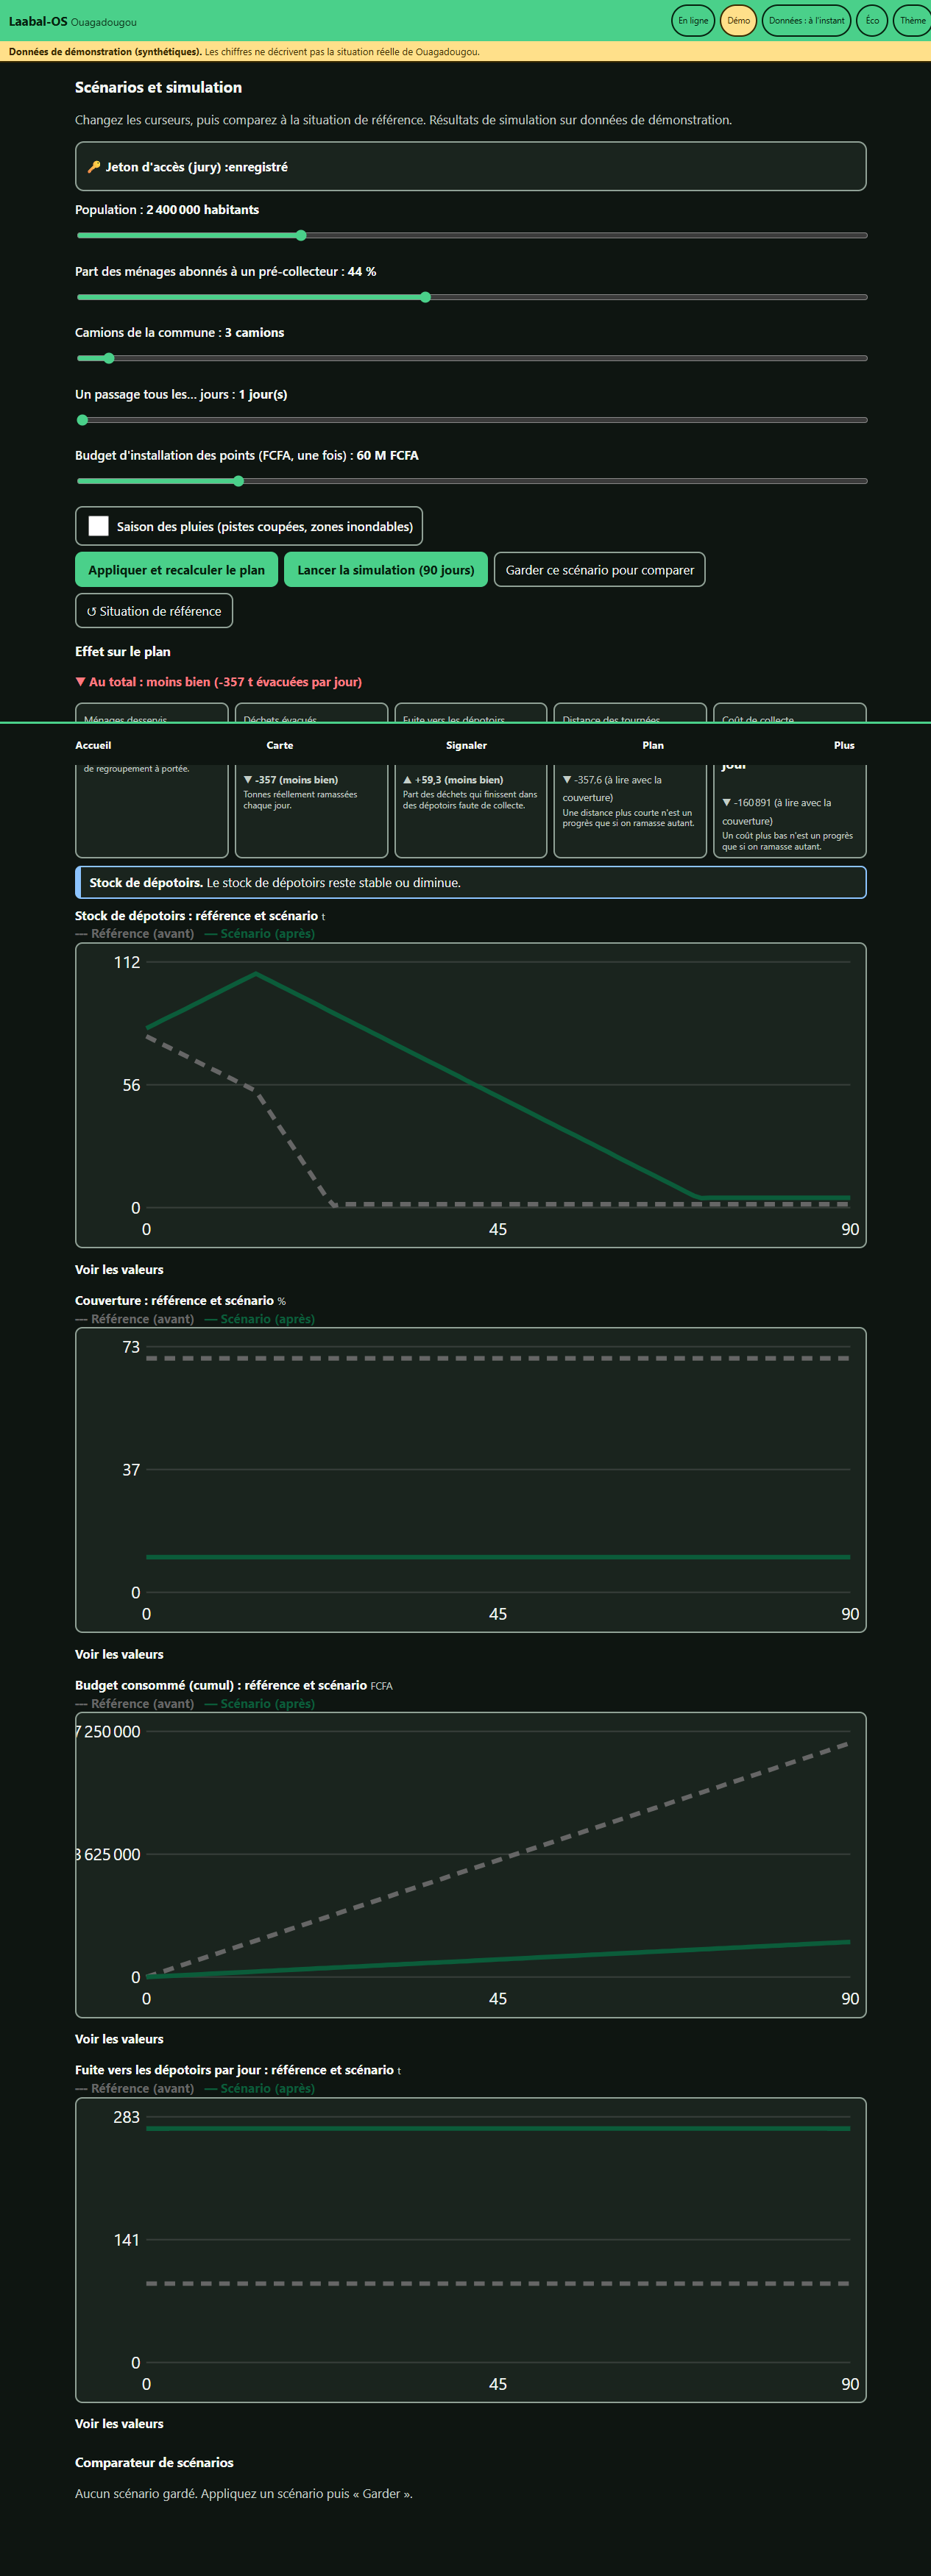 Laabal-OS Ouagadougou
En ligne
Démo
Données : à l'instant
Éco
Thème
Données de démonstration (synthétiques). Les chiffres ne décrivent pas la situation réelle de Ouagadougou.
Scénarios et simulation
Changez les curseurs, puis comparez à la situation de référence. Résultats de simulation sur données de démonstration.
🔑 Jeton d'accès (jury) :enregistré
Population : 2 400 000 habitants
Part des ménages abonnés à un pré-collecteur : 44 %
Camions de la commune : 3 camions
Un passage tous les... jours : 1 jour(s)
Budget d'installation des points (FCFA, une fois) : 60 M FCFA
Saison des pluies (pistes coupées, zones inondables)
Appliquer et recalculer le plan
Lancer la simulation (90 jours)
Garder ce scénario pour comparer
↺ Situation de référence
Effet sur le plan
▼ Au total : moins bien (-357 t évacuées par jour)
Ménages desservis
Déchets évacués
Fuite vers les dépotoirs
Distance des tournées
Coût de collecte
Accueil
Carte
Signaler
Plan
Plus
de regroupement à portée.
▼ -357 (moins bien)
Tonnes réellement ramassées
chaque jour.
▲ +59,3 (moins bien)
Part des déchets qui finissent dans
des dépotoirs faute de collecte.
▼ -357,6 (à lire avec la
couverture)
Une distance plus courte n'est un
progrès que si on ramasse autant.
jour
▼ -160 891 (à lire avec la
couverture)
Un coût plus bas n'est un progrès
que si on ramasse autant.
Stock de dépotoirs. Le stock de dépotoirs reste stable ou diminue.
Stock de dépotoirs : référence et scénario t
--- Référence (avant) — Scénario (après)
112
56
0
0 45 90
Voir les valeurs
Couverture : référence et scénario %
--- Référence (avant) — Scénario (après)
73
37
0
0 45 90
Voir les valeurs
Budget consommé (cumul) : référence et scénario FCFA
--- Référence (avant) — Scénario (après)
7 250 000
3 625 000
0
0 45 90
Voir les valeurs
Fuite vers les dépotoirs par jour : référence et scénario t
--- Référence (avant) — Scénario (après)
283
141
0
0 45 90
Voir les valeurs
Comparateur de scénarios
Aucun scénario gardé. Appliquez un scénario puis « Garder ».